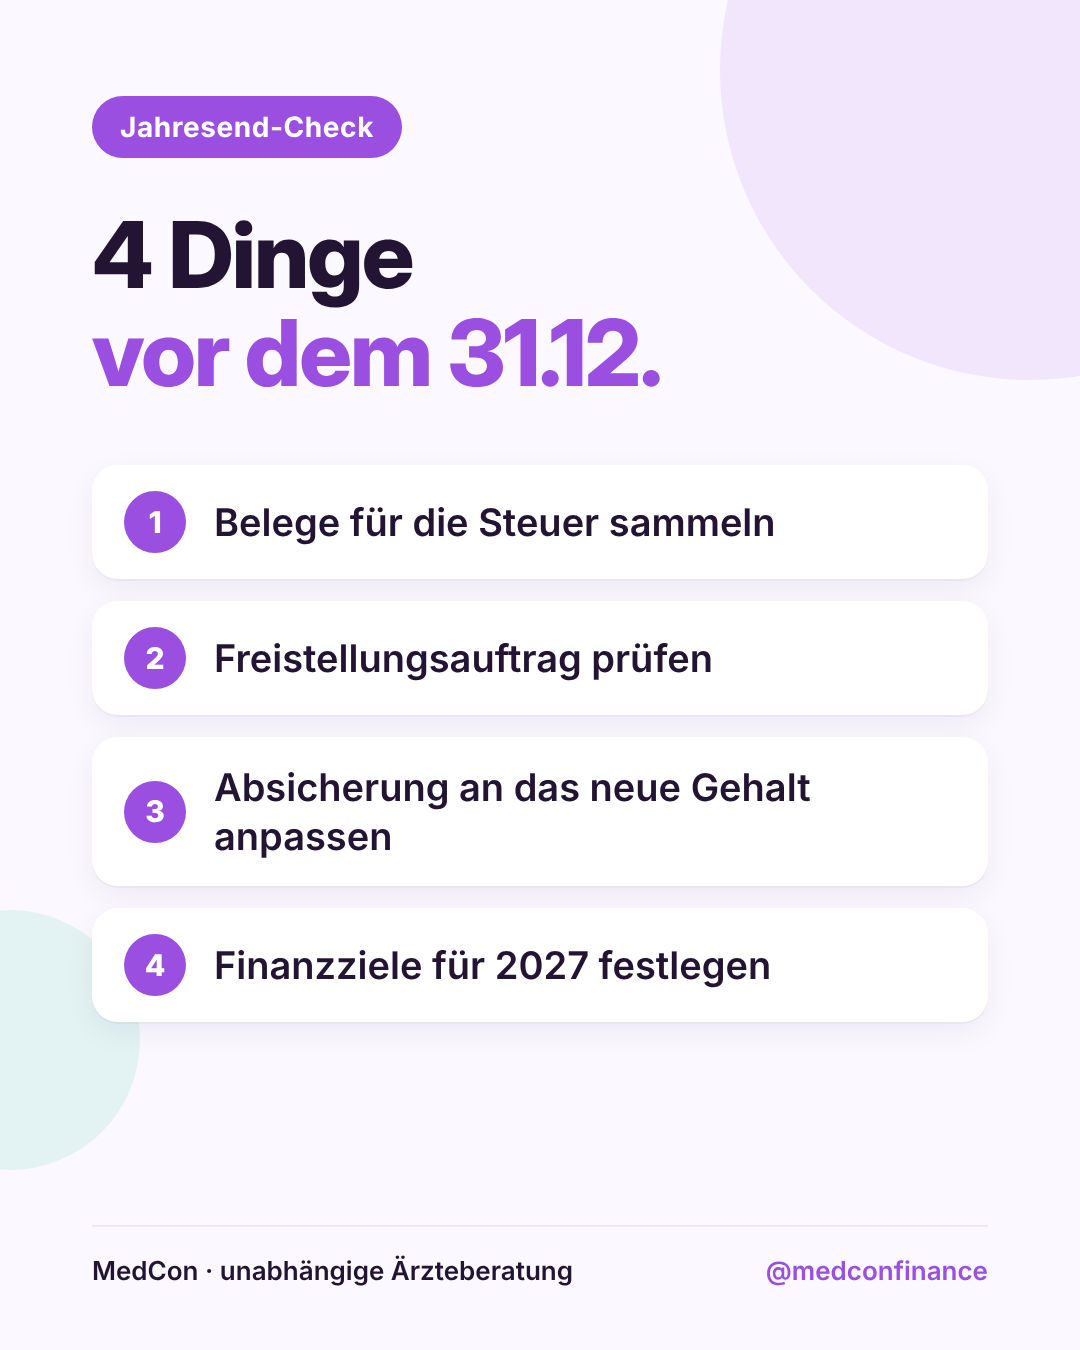 Jahresend-Check
4 Dinge
vor dem 31.12.
1 Belege für die Steuer sammeln
2 Freistellungsauftrag prüfen
3 Absicherung an das neue Gehalt
anpassen
4 Finanzziele für 2027 festlegen
MedCon · unabhängige Ärzteberatung @medconfinance